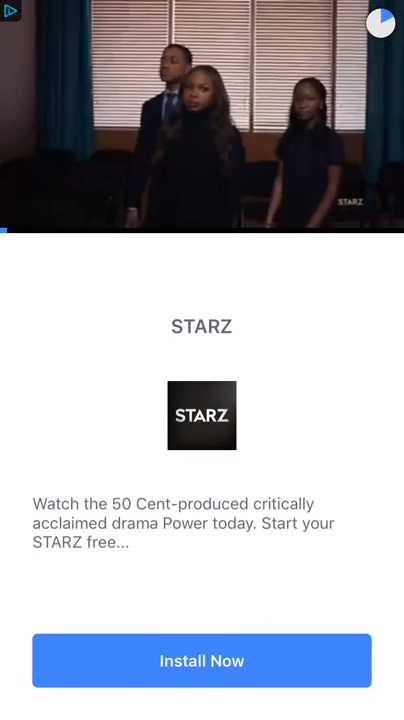 STARZ
STARZ
STARZ
Watch the 50 Cent-produced critically
acclaimed drama Power today. Start your
STARZ free...
Install Now